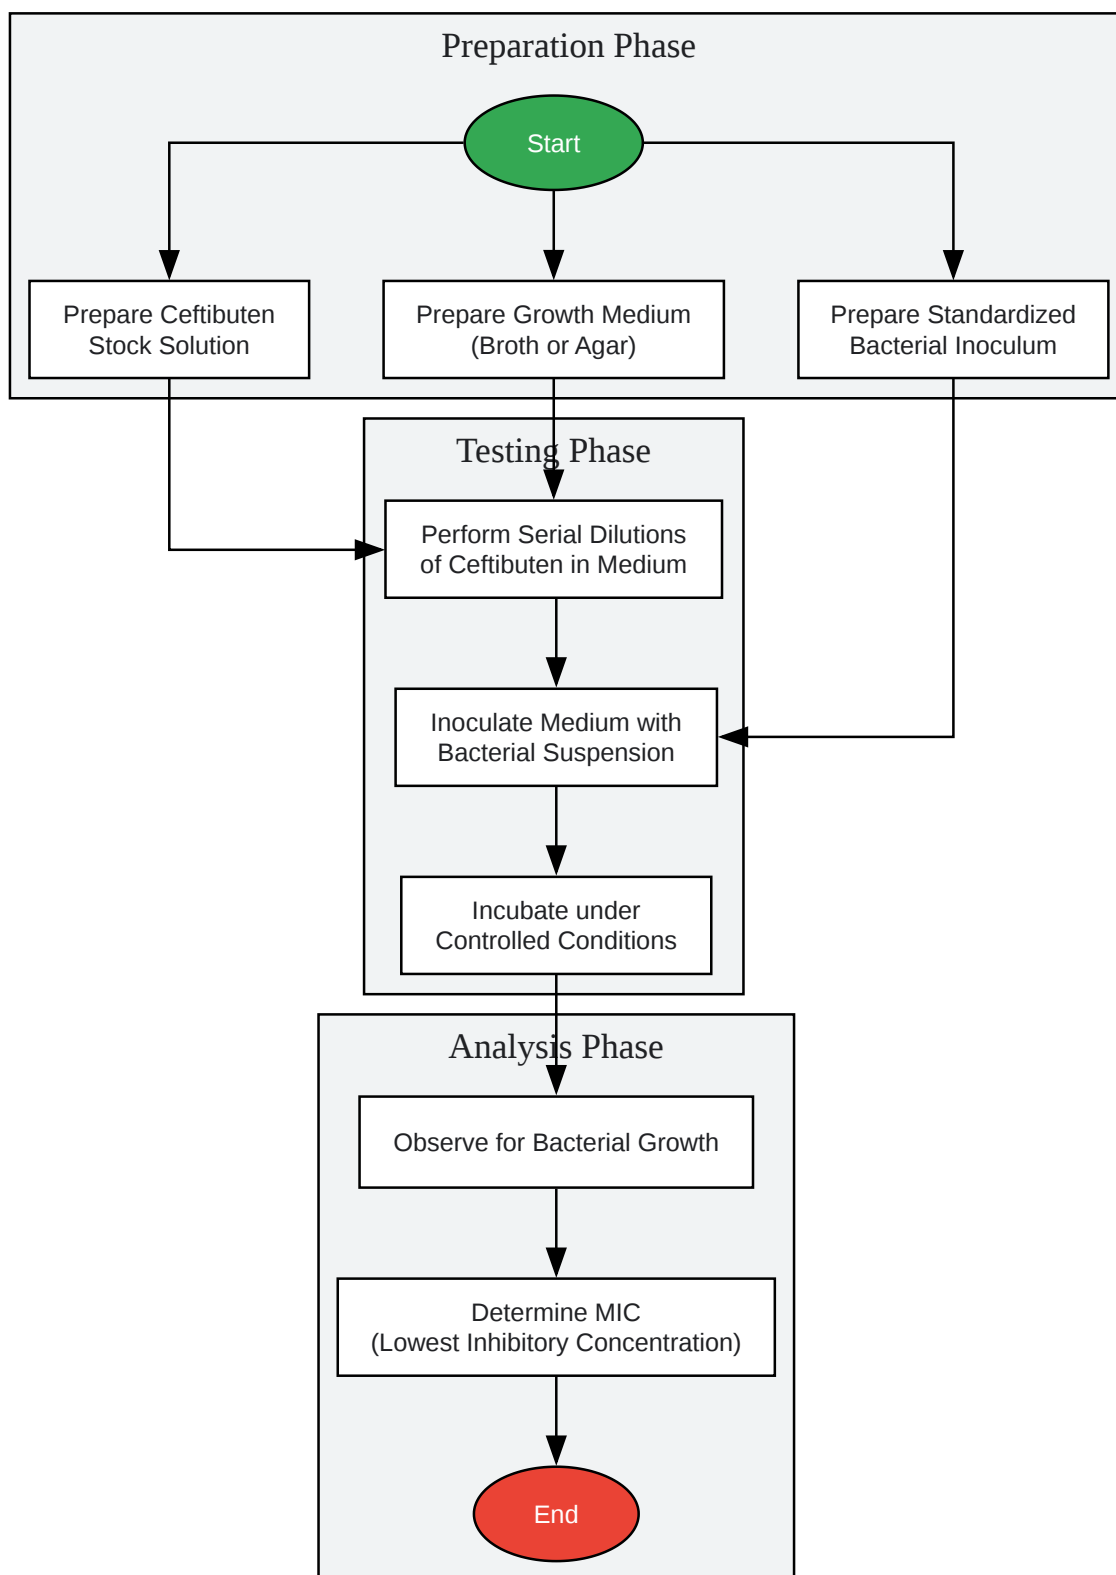 Preparation Phase
Start
Prepare Ceftibuten
Stock Solution
Prepare Growth Medium
(Broth or Agar)
Prepare Standardized
Bacterial Inoculum
Testing Phase
Perform Serial Dilutions
of Ceftibuten in Medium
Inoculate Medium with
Bacterial Suspension
Incubate under
Controlled Conditions
Analysis Phase
Observe for Bacterial Growth
Determine MIC
(Lowest Inhibitory Concentration)
End